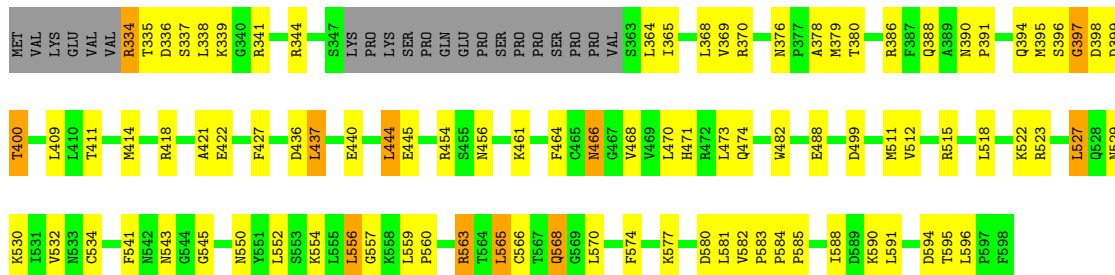 MET VAL LYS GLU VAL VAL R334 T335 D336 S337 L338 K339 G340 R341 R344 S347 LYS PRO LYS SER PRO GLN GLU PRO SER PRO PRO SER PRO PRO VAL S363 L364 I365 L368 V369 R370 N376 P377 A378 M379 T380 R386 F387 Q388 A389 N390 P391 Q394 M395 S396 G397 D398 D399
T400 L409 L410 T411 M414 R418 A421 E422 F427 D436 L437 E440 L444 E445 R454 S455 N456 K461 F464 C465 N466 G467 V468 V469 L470 H471 R472 L473 Q474 W482 E488 D499 M511 V512 R515 L518 K522 R523 L527 Q528 N529
K530 I531 V532 N533 C534 F541 N542 N543 G544 G545 N550 Y551 L552 S553 K554 L555 L556 G557 K558 L559 P560 R563 T564 L565 C566 T567 Q568 G569 L570 F574 K577 D580 L581 V582 P583 P584 P585 I588 D589 K590 L591 D594 T595 L596 P597 F598